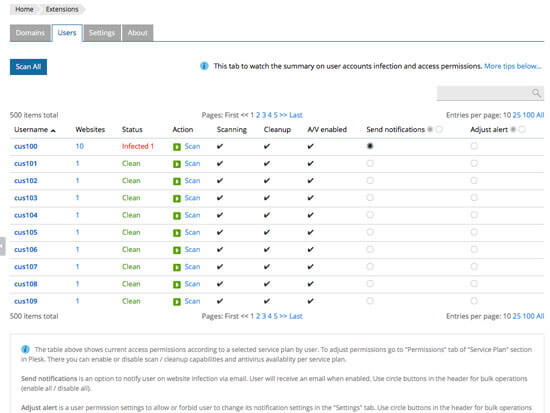 Home Extensions
Domains Users Settings About
Scan All This tab to watch the summary on user accounts infection and access permissions. More tips below...
500 items total Pages: First << 1 2 3 4 5 >> Last Entries per page: 10 25 100 All
Username Websites Status Action Scanning Cleanup A/V enabled Send notifications Adjust alert
cus100 10 Infected 1 Scan ✔ ✔ ✔
cus101 1 Clean Scan ✔ ✔ ✔
cus102 1 Clean Scan ✔ ✔ ✔
cus103 1 Clean Scan ✔ ✔ ✔
cus104 1 Clean Scan ✔ ✔ ✔
cus105 1 Clean Scan ✔ ✔ ✔
cus106 1 Clean Scan ✔ ✔ ✔
cus107 1 Clean Scan ✔ ✔ ✔
cus108 1 Clean Scan ✔ ✔ ✔
cus109 1 Clean Scan ✔ ✔ ✔
500 items total Pages: First << 1 2 3 4 5 >> Last Entries per page: 10 25 100 All
The table above shows current access permissions according to a selected service plan by user. To adjust permissions go to "Permissions" tab of "Service Plan" section
in Plesk. There you can enable or disable scan / cleanup capabilities and antivirus availablity per service plan.
Send notifications is an option to notify user on website infection via email. User will receive an email when enabled. Use circle buttons in the header for bulk operations
(enable all / disable all).
Adjust alert is a user permission settings to allow or forbid user to change its notification settings in the "Settings" tab. Use circle buttons in the header for bulk